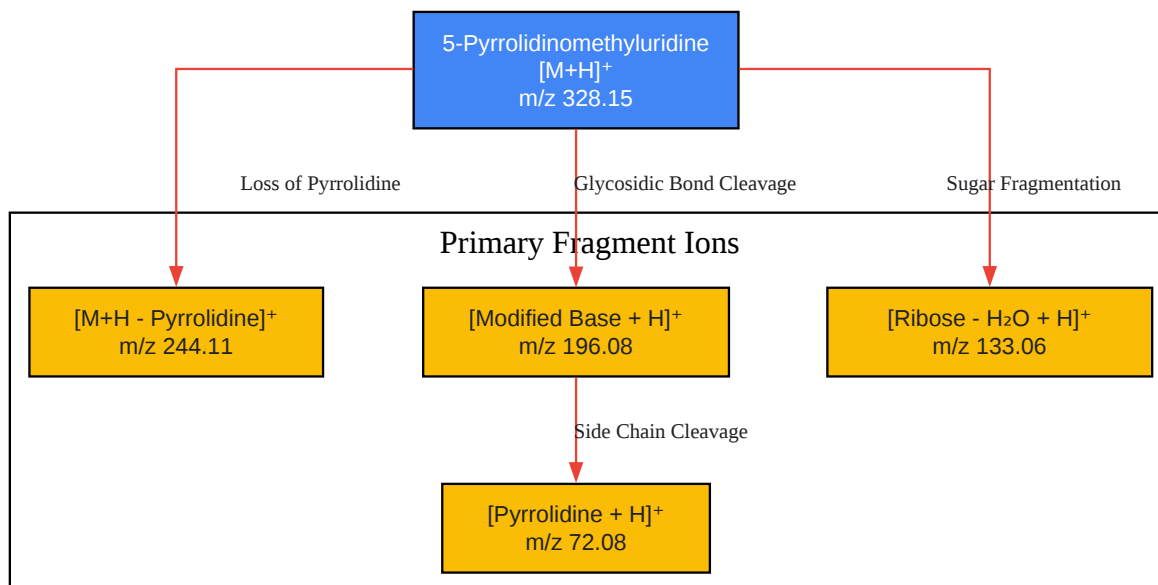 5-Pyrrolidinomethyluridine
[M+H]⁺
m/z 328.15
Loss of Pyrrolidine
Glycosidic Bond Cleavage
Sugar Fragmentation
Primary Fragment Ions
[M+H - Pyrrolidine]⁺
m/z 244.11
[Modified Base + H]⁺
m/z 196.08
[Ribose - H₂O + H]⁺
m/z 133.06
Side Chain Cleavage
[Pyrrolidine + H]⁺
m/z 72.08